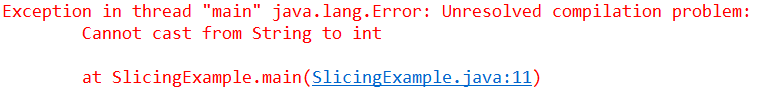 Exception in thread "main" java.lang.Error: Unresolved compilation problem:
Cannot cast from String to int
at SlicingExample.main(SlicingExample.java:11)